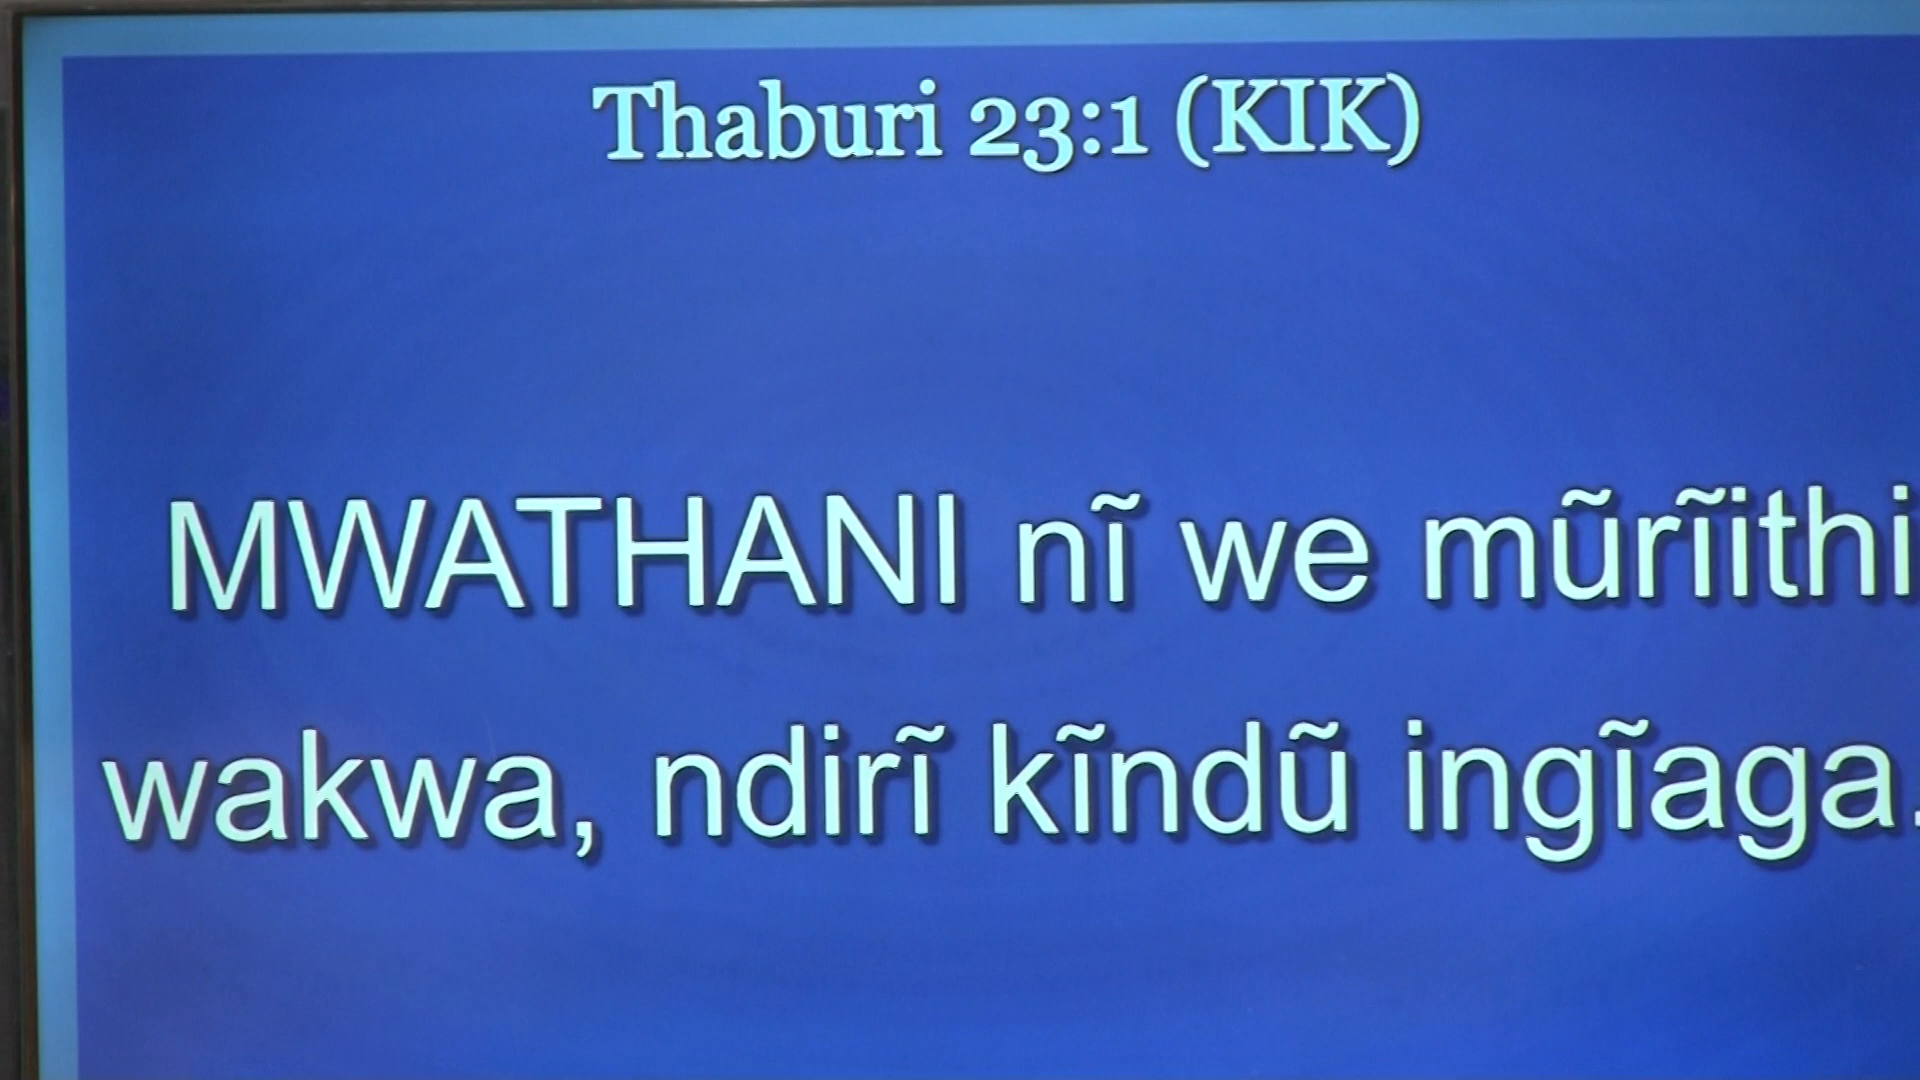 Thaburi 23:1 (KIK)
MWATHANI nĩ we mũrĩithi
wakwa, ndirĩ kĩndũ ingĩaga.